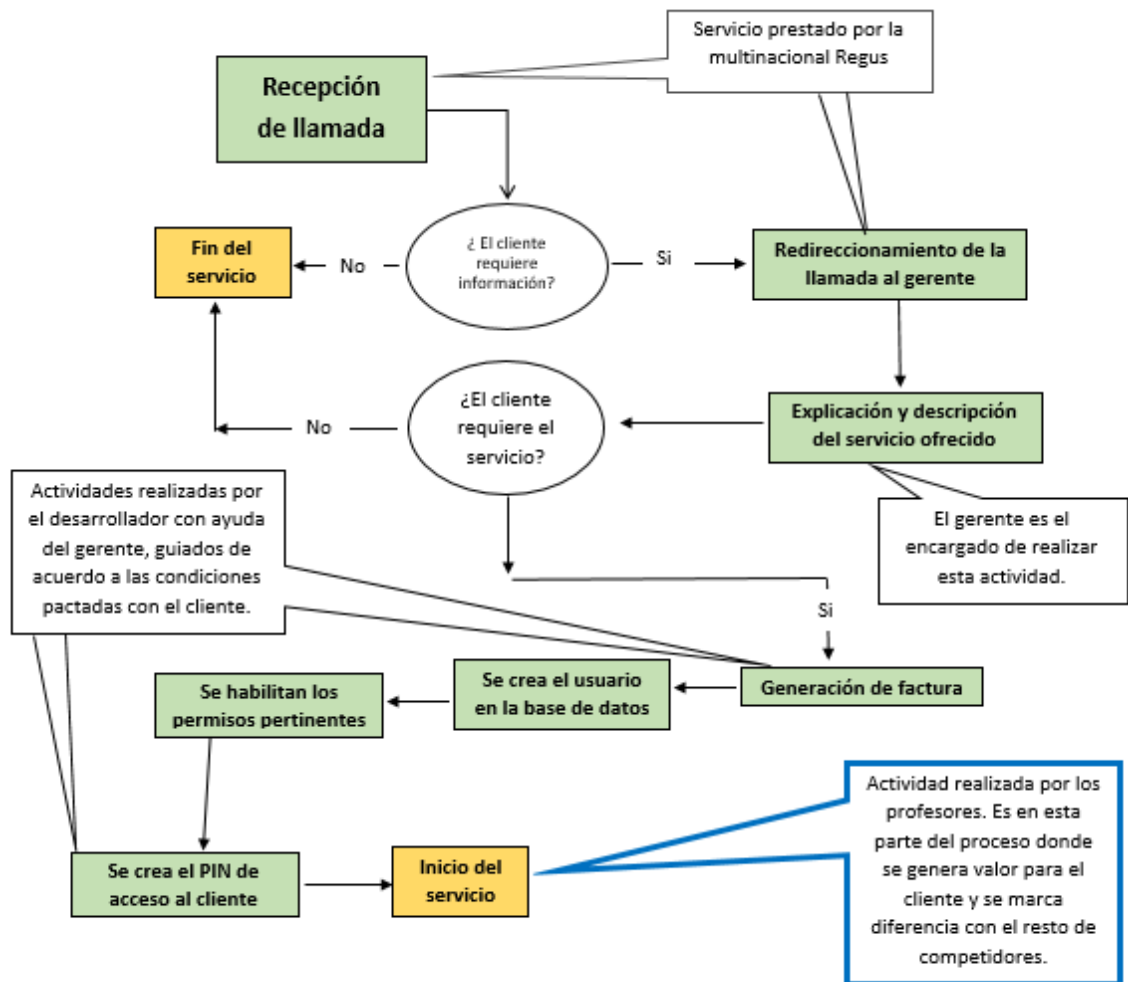 Servicio prestado por la
multinacional Regus
Recepción
de llamada
¿ El cliente
requiere
información?
No
Si
Fin del
servicio
Redireccionamiento de la
llamada al gerente
¿El cliente
requiere el
servicio?
No
Explicación y descripción
del servicio ofrecido
Actividades realizadas por
el desarrollador con ayuda
del gerente, guiados de
acuerdo a las condiciones
pactadas con el cliente.
El gerente es el
encargado de realizar
esta actividad.
Si
Generación de factura
Se crea el usuario
en la base de datos
Se habilitan los
permisos pertinentes
Se crea el PIN de
acceso al cliente
Inicio del
servicio
Actividad realizada por los
profesores. Es en esta
parte del proceso donde
se genera valor para el
cliente y se marca
diferencia con el resto de
competidores.